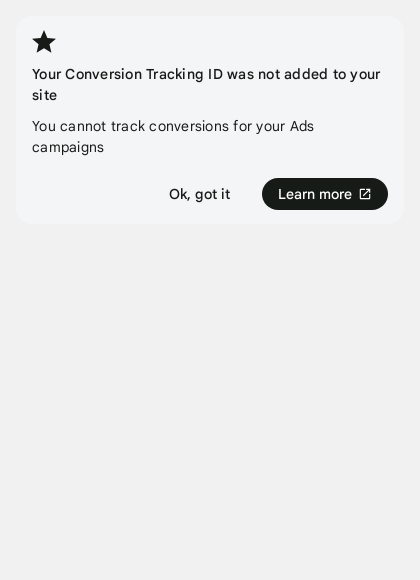 Your Conversion Tracking ID was not added to your
site
You cannot track conversions for your Ads
campaigns
Ok, got it
Learn more